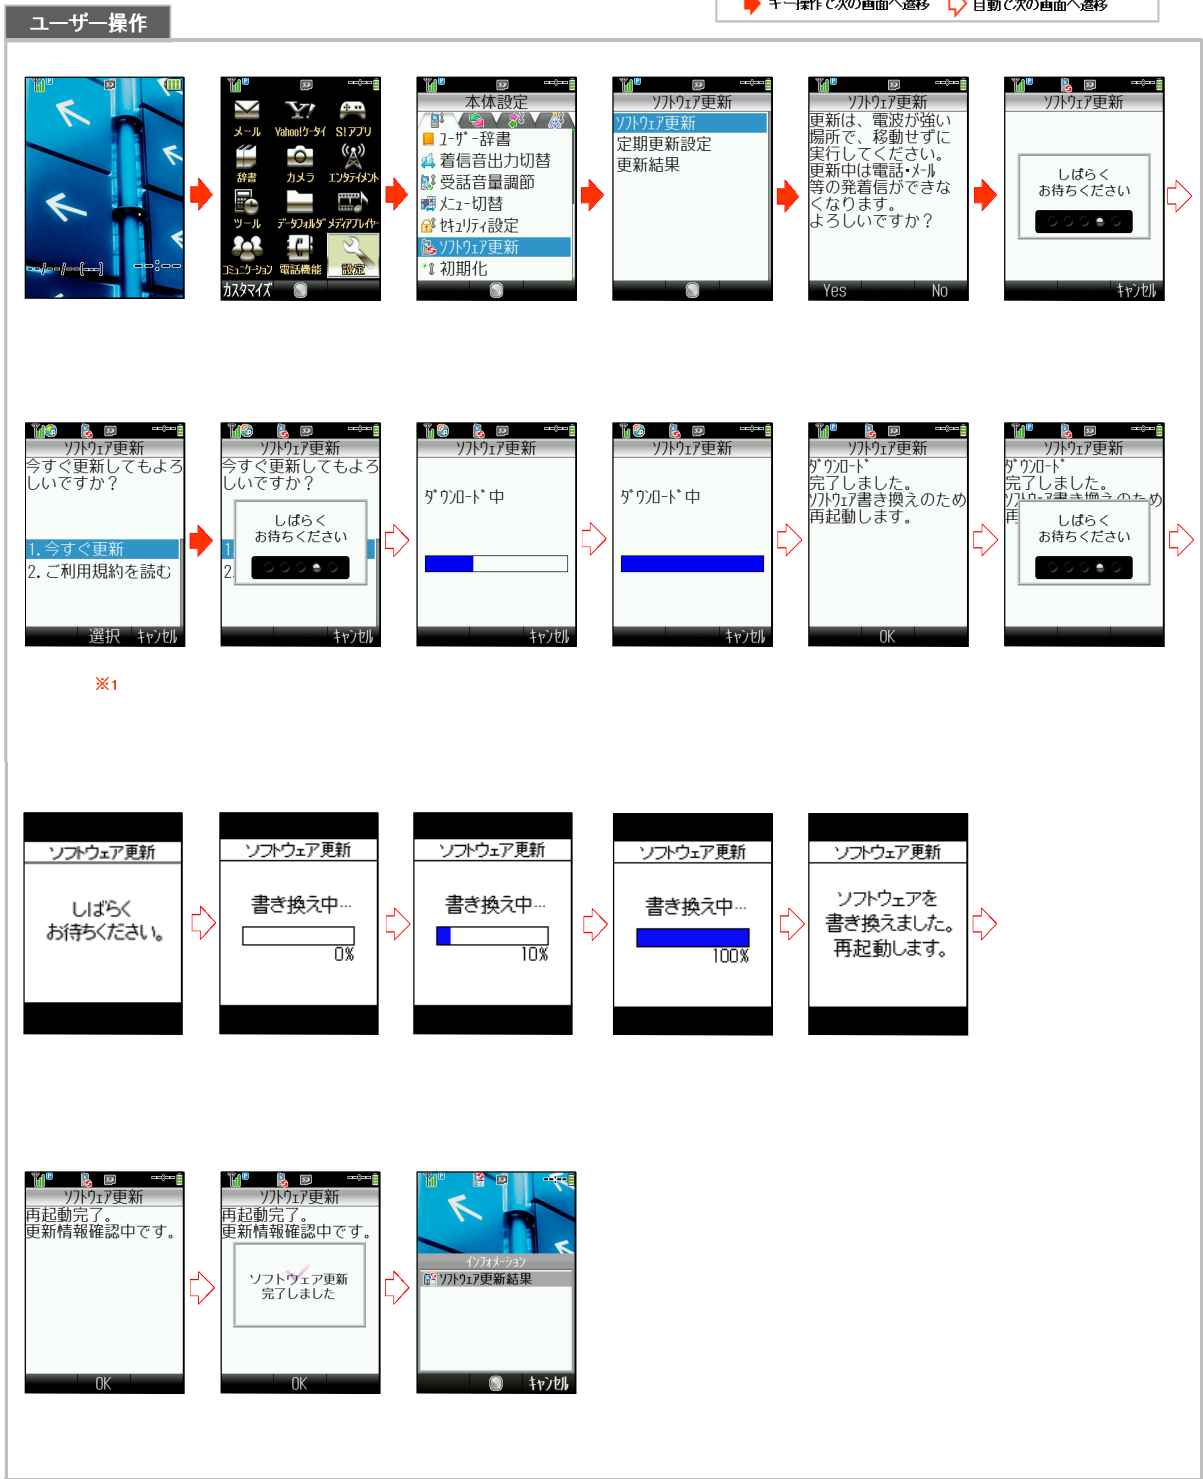 キー操作で次の画面へ遷移 自動で次の画面へ遷移
ユーザー操作
メール Yahoo!ケータイ S!アプリ
辞書 カメラ エンタテイメント
ツール データフォルダ メディアプレイヤー
コミュニケーション 電話機能 設定
カスタマイズ
本体設定
ユーザー辞書
着信音出力切替
受話音量調節
メニュー切替
セキュリティ設定
ソフトウェア更新
初期化
ソフトウェア更新
ソフトウェア更新
定期更新設定
更新結果
ソフトウェア更新
更新は、電波が強い
場所で、移動せずに
実行してください。
更新中は電話・メール
等の発着信ができな
くなります。
よろしいですか？
Yes No
ソフトウェア更新
しばらく
お待ちください
キャンセル
ソフトウェア更新
今すぐ更新してもよろ
しいですか？
1.今すぐ更新
2.ご利用規約を読む
選択 キャンセル
※1
ソフトウェア更新
今すぐ更新してもよろ
しいですか？
1.
2.
しばらく
お待ちください
キャンセル
ソフトウェア更新
ダウンロード中
キャンセル
ソフトウェア更新
ダウンロード中
キャンセル
ソフトウェア更新
ダウンロード
完了しました。
ソフトウェア書き換えのため
再起動します。
OK
ソフトウェア更新
ダウンロード
完了しました。
ソフトウェア書き換えのため
再
しばらく
お待ちください
ソフトウェア更新
しばらく
お待ちください。
ソフトウェア更新
書き換え中…
0%
ソフトウェア更新
書き換え中…
10%
ソフトウェア更新
書き換え中…
100%
ソフトウェア更新
ソフトウェアを
書き換えました。
再起動します。
ソフトウェア更新
再起動完了。
更新情報確認中です。
OK
ソフトウェア更新
再起動完了。
更新情報確認中です。
ソフトウェア更新
完了しました
OK
インフォメーション
ソフトウェア更新結果
キャンセル